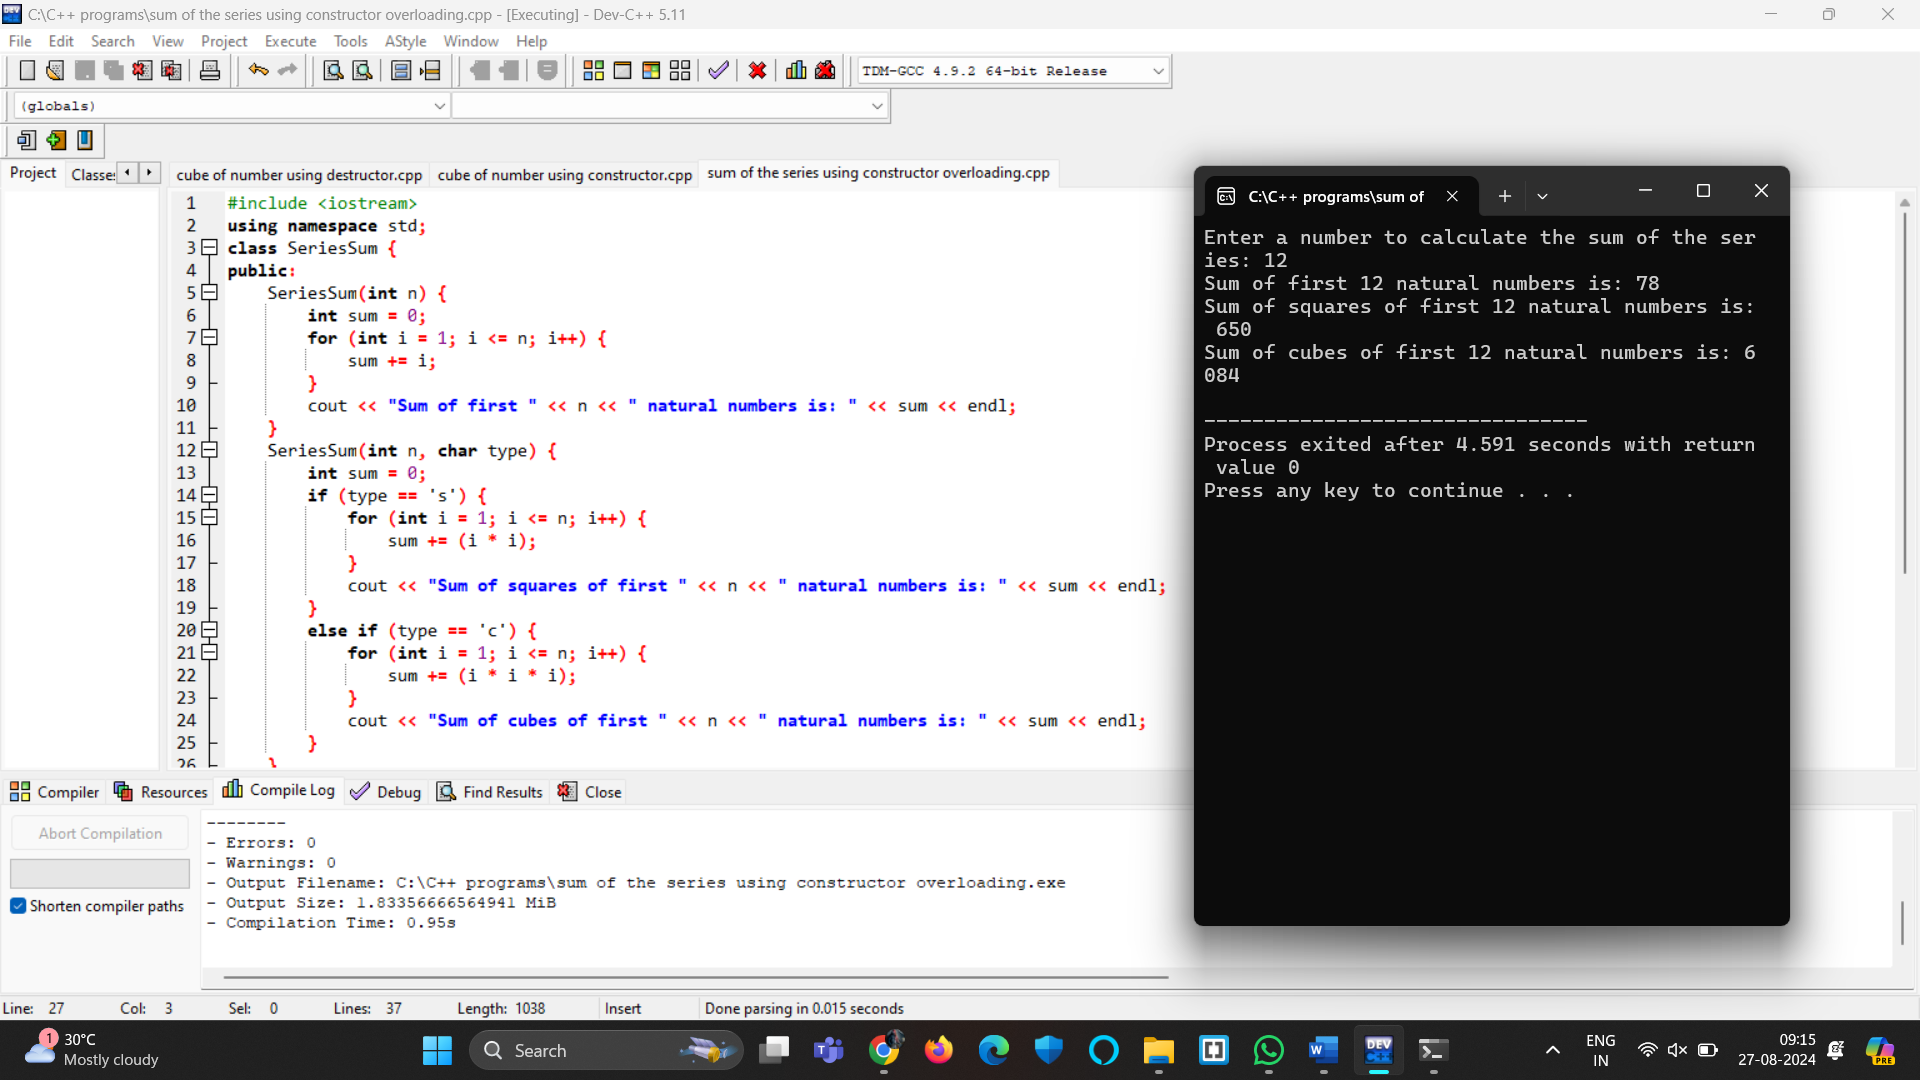 C:\C++ programs\sum of the series using constructor overloading.cpp - [Executing] - Dev-C++ 5.11
File Edit Search View Project Execute Tools AStyle Window Help
TDM-GCC 4.9.2 64-bit Release
(globals)
Project Classes
cube of number using destructor.cpp cube of number using constructor.cpp sum of the series using constructor overloading.cpp
1 #include <iostream>
2 using namespace std;
3 class SeriesSum {
4 public:
5 SeriesSum(int n) {
6 int sum = 0;
7 for (int i = 1; i <= n; i++) {
8 sum += i;
9 }
10 cout << "Sum of first " << n << " natural numbers is: " << sum << endl;
11 }
12 SeriesSum(int n, char type) {
13 int sum = 0;
14 if (type == 's') {
15 for (int i = 1; i <= n; i++) {
16 sum += (i * i);
17 }
18 cout << "Sum of squares of first " << n << " natural numbers is: " << sum << endl;
19 }
20 else if (type == 'c') {
21 for (int i = 1; i <= n; i++) {
22 sum += (i * i * i);
23 }
24 cout << "Sum of cubes of first " << n << " natural numbers is: " << sum << endl;
25 }
26 }
C:\C++ programs\sum of
Enter a number to calculate the sum of the ser
ies: 12
Sum of first 12 natural numbers is: 78
Sum of squares of first 12 natural numbers is:
650
Sum of cubes of first 12 natural numbers is: 6
084
--------------------------------
Process exited after 4.591 seconds with return
value 0
Press any key to continue . . .
Compiler Resources Compile Log Debug Find Results Close
Abort Compilation
Shorten compiler paths
--------
- Errors: 0
- Warnings: 0
- Output Filename: C:\C++ programs\sum of the series using constructor overloading.exe
- Output Size: 1.83356666564941 MiB
- Compilation Time: 0.95s
Line: 27 Col: 3 Sel: 0 Lines: 37 Length: 1038 Insert Done parsing in 0.015 seconds
1
30°C
Mostly cloudy
Search
ENG
IN
09:15
27-08-2024
PRE